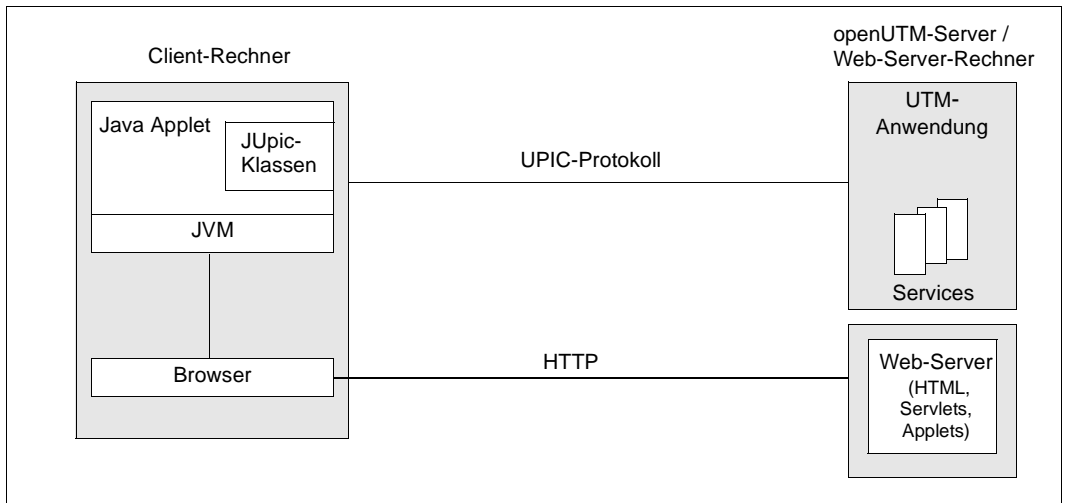 Client-Rechner
openUTM-Server /
Web-Server-Rechner
Java Applet
JUpic-
Klassen
JVM
Browser
UPIC-Protokoll
HTTP
UTM-
Anwendung
Services
Web-Server
(HTML,
Servlets,
Applets)